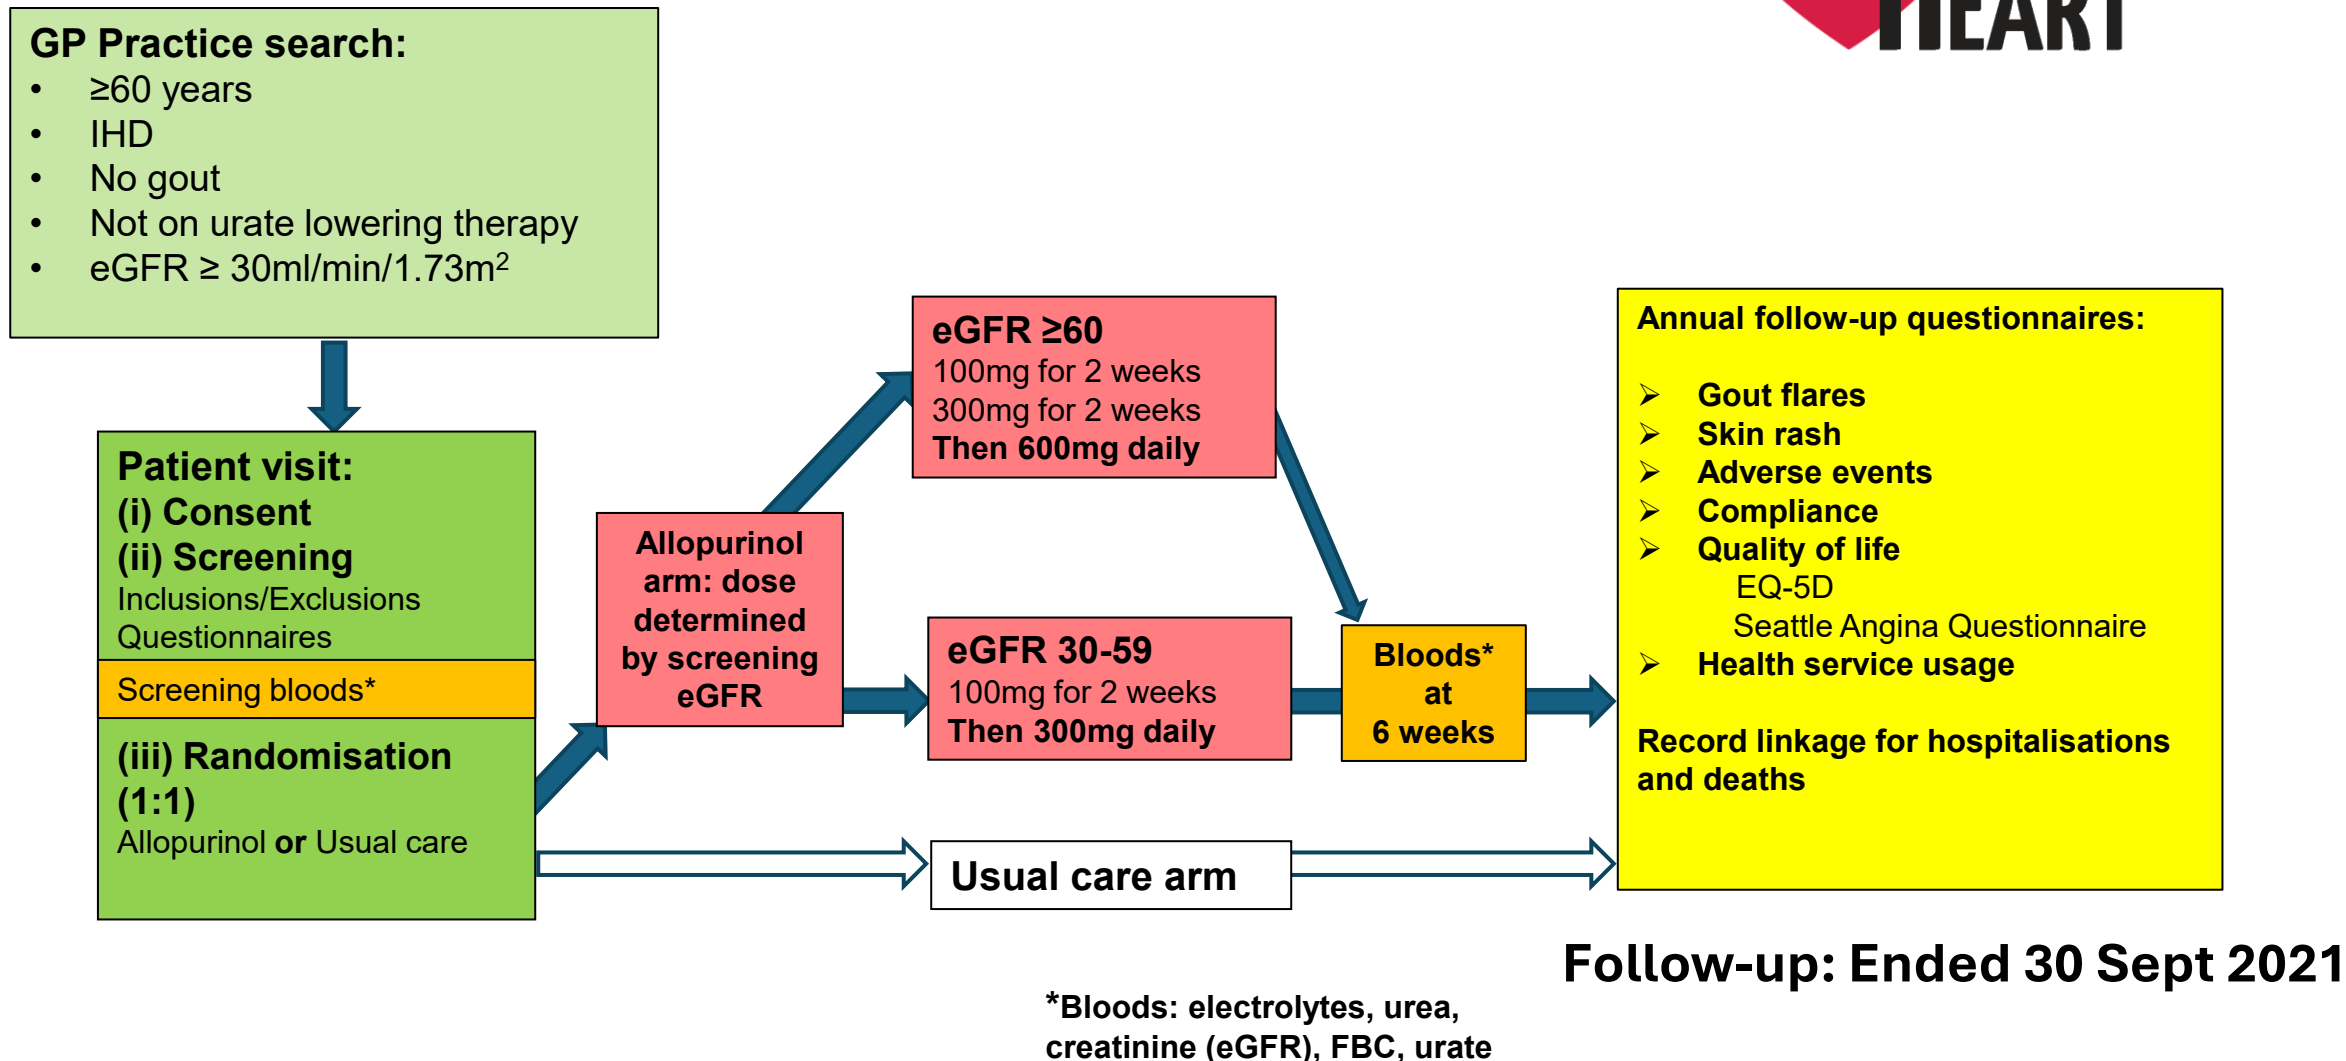 HEART
GP Practice search:
• ≥60 years
• IHD
• No gout
• Not on urate lowering therapy
• eGFR ≥ 30ml/min/1.73m²
Patient visit:
(i) Consent
(ii) Screening
Inclusions/Exclusions
Questionnaires
Screening bloods*
(iii) Randomisation
(1:1)
Allopurinol or Usual care
Allopurinol
arm: dose
determined
by screening
eGFR
eGFR ≥60
100mg for 2 weeks
300mg for 2 weeks
Then 600mg daily
eGFR 30-59
100mg for 2 weeks
Then 300mg daily
Usual care arm
Bloods*
at
6 weeks
Annual follow-up questionnaires:
➢ Gout flares
➢ Skin rash
➢ Adverse events
➢ Compliance
➢ Quality of life
EQ-5D
Seattle Angina Questionnaire
➢ Health service usage
Record linkage for hospitalisations
and deaths
Follow-up: Ended 30 Sept 2021
*Bloods: electrolytes, urea,
creatinine (eGFR), FBC, urate